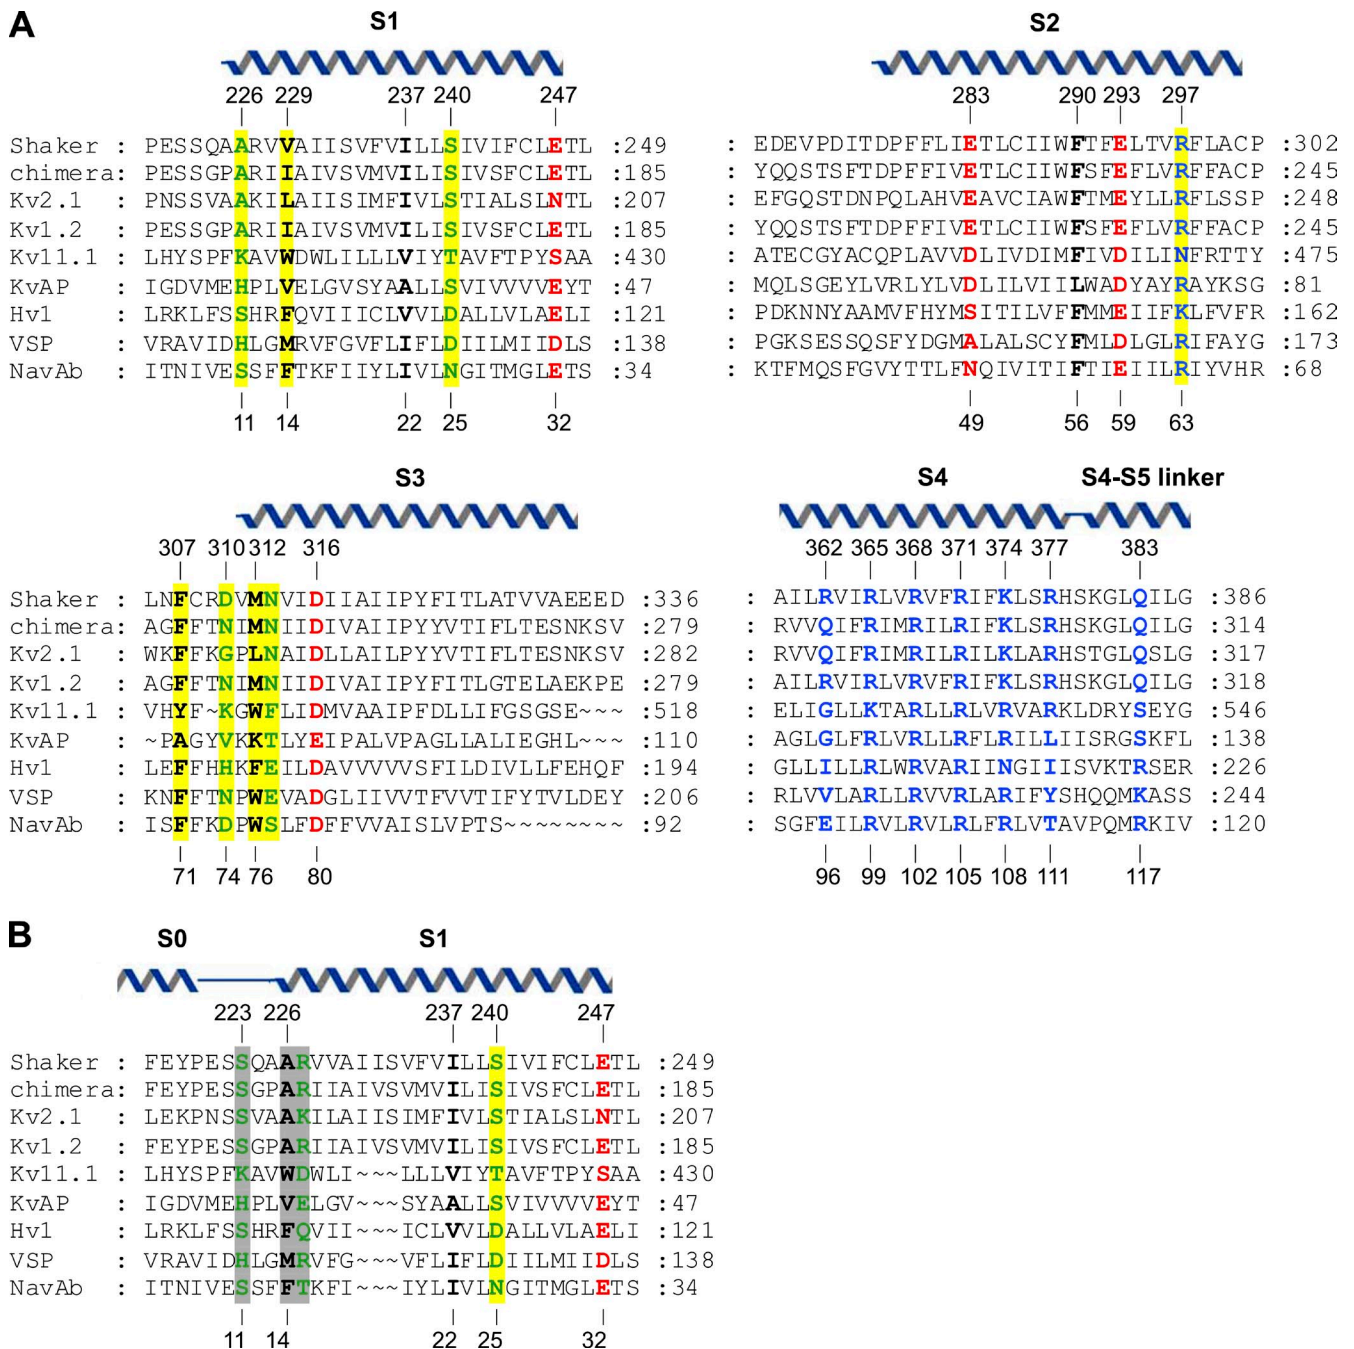 A
S1
226 229 237 240 247
Shaker : PESSQAARVVAIISVFVILLSIVIFCLETL :249
chimera: PESSGPARIIAIVSVMVILISIVSFCLETL :185
Kv2.1 : PNSSVAAKILAIISIMFIVLSTIALSLNTL :207
Kv1.2 : PESSGPARIIAIVSVMVILISIVSFCLETL :185
Kv11.1 : LHYSPFKAVWDWLILLLVIYTAVFTPYSAA :430
KvAP : IGDVMEHPLVELGVSYAALLSVIVVVVEYT :47
Hv1 : LRKLFSSHRFQVIIICLVVLDALLVLAELI :121
VSP : VRAVIDHLGMRVFGVFLIFLDIILMIIDLS :138
NavAb : ITNIVESSFFTKFIIYLIVLNGITMGLETS :34
11 14 22 25 32
S2
283 290 293 297
: EDEVPDITDPFFLIETLCIIWFTFELTVRFLACP :302
: YQQSTSFTDPFFIVETLCIIWFSFEFLVRFFACP :245
: EFGQSTDNPQLAHVEAVCIAWFTMEYLLRFLSSP :248
: YQQSTSFTDPFFIVETLCIIWFSFEFLVRFFACP :245
: ATECGYACQPLAVVDLIVDIMFIVDILINFRTTY :475
: MQLSGEYLVRLYLVDLILVIILWADYAYRAYKSG :81
: PDKNNYAAMVFHYMSITILVFFMMEIIFKLFVFR :162
: PGKSESSQSFYDGMALALSCYFMLDLGLRIFAYG :173
: KTFMQSFGVYTTLFNQIVITIFTIEIILRIYVHR :68
49 56 59 63
S3
307 310 312 316
Shaker : LNFFCRDVMNVIDIIAIIPYFITLATVVAEEED :336
chimera: AGFFTNIMNIIDIVAIIPYYVTIFLTESNKSV :279
Kv2.1 : WKFFKGPLNAIDLLAILPYYVTIFLTESNKSV :282
Kv1.2 : AGFFTNIMNIIDIVAIIPYFITLGTELAEKPE :279
Kv11.1 : VHYF~KGWFLIDMVAAIPFDLLIFGSGSE~~~ :518
KvAP : ~PAGYVKKTLYEIPALVPAGLLALIEGHL~~~ :110
Hv1 : LEFFHHKFEILDAVVVVVSFILDIVLLFEHQF :194
VSP : KNFFTNPWEVADGLIIVVTFVVTIFYTVLDEY :206
NavAb : ISFFKDPWSLFDFFVVAISLVPTS~~~~~~~~ :92
71 74 76 80
S4 S4-S5 linker
362 365 368 371 374 377 383
: AILRVIRLVRVFRIFKLSRHSKGLQILG :386
: RVVQIFRIMRILRIFKLSRHSKGLQILG :314
: RVVQIFRIMRILRILKLARHSTGLQSLG :317
: AILRVIRLVRVFRIFKLSRHSKGLQILG :318
: ELIGLLKTARLLRLVRVARKLDRYSEYG :546
: AGLGLFRLVRLLRFLRILLIISRGSKFL :138
: GLLILLRLWRVARIINGIIISVKTRSER :226
: RLVVLARLLRVVRLARIFYSHQQMKASS :244
: SGFEILRVLRVLRLFRLVTAVPQMRKIV :120
96 99 102 105 108 111 117
B
S0 S1
223 226 237 240 247
Shaker : FEYPESSQAARVVAIISVFVILLSIVIFCLETL :249
chimera: FEYPESSGPARIIAIVSVMVILISIVSFCLETL :185
Kv2.1 : LEKPNSSVAAKILAIISIMFIVLSTIALSLNTL :207
Kv1.2 : FEYPESSGPARIIAIVSVMVILISIVSFCLETL :185
Kv11.1 : LHYSPFKAVWDWLI~~~LLLVIYTAVFTPYSAA :430
KvAP : IGDVMEHPLVELGV~~~SYAALLSVIVVVVEYT :47
Hv1 : LRKLFSSHRFQVII~~~ICLVVLDALLVLAELI :121
VSP : VRAVIDHLGMRVFG~~~VFLIFLDIILMIIDLS :138
NavAb : ITNIVESSFFTKFI~~~IYLIVLNGITMGLETS :34
11 14 22 25 32